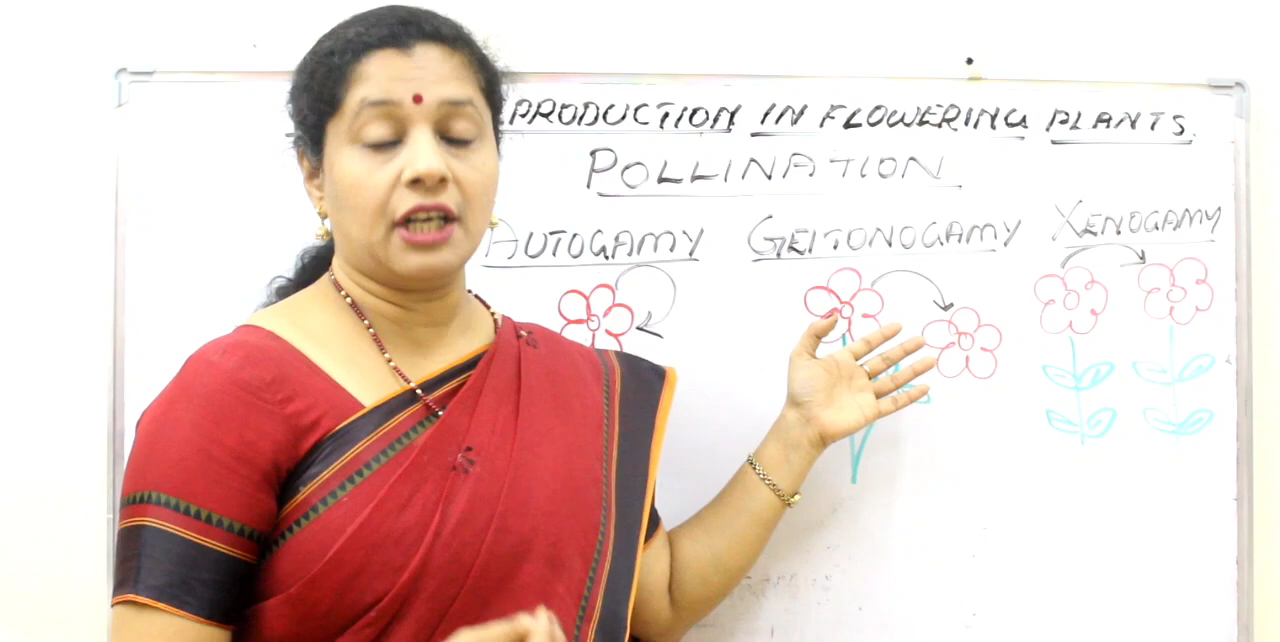 PRODUCTION IN FLOWERING PLANTS.
POLLINATION
AUTOGAMY GEITONOGAMY XENOGAMY